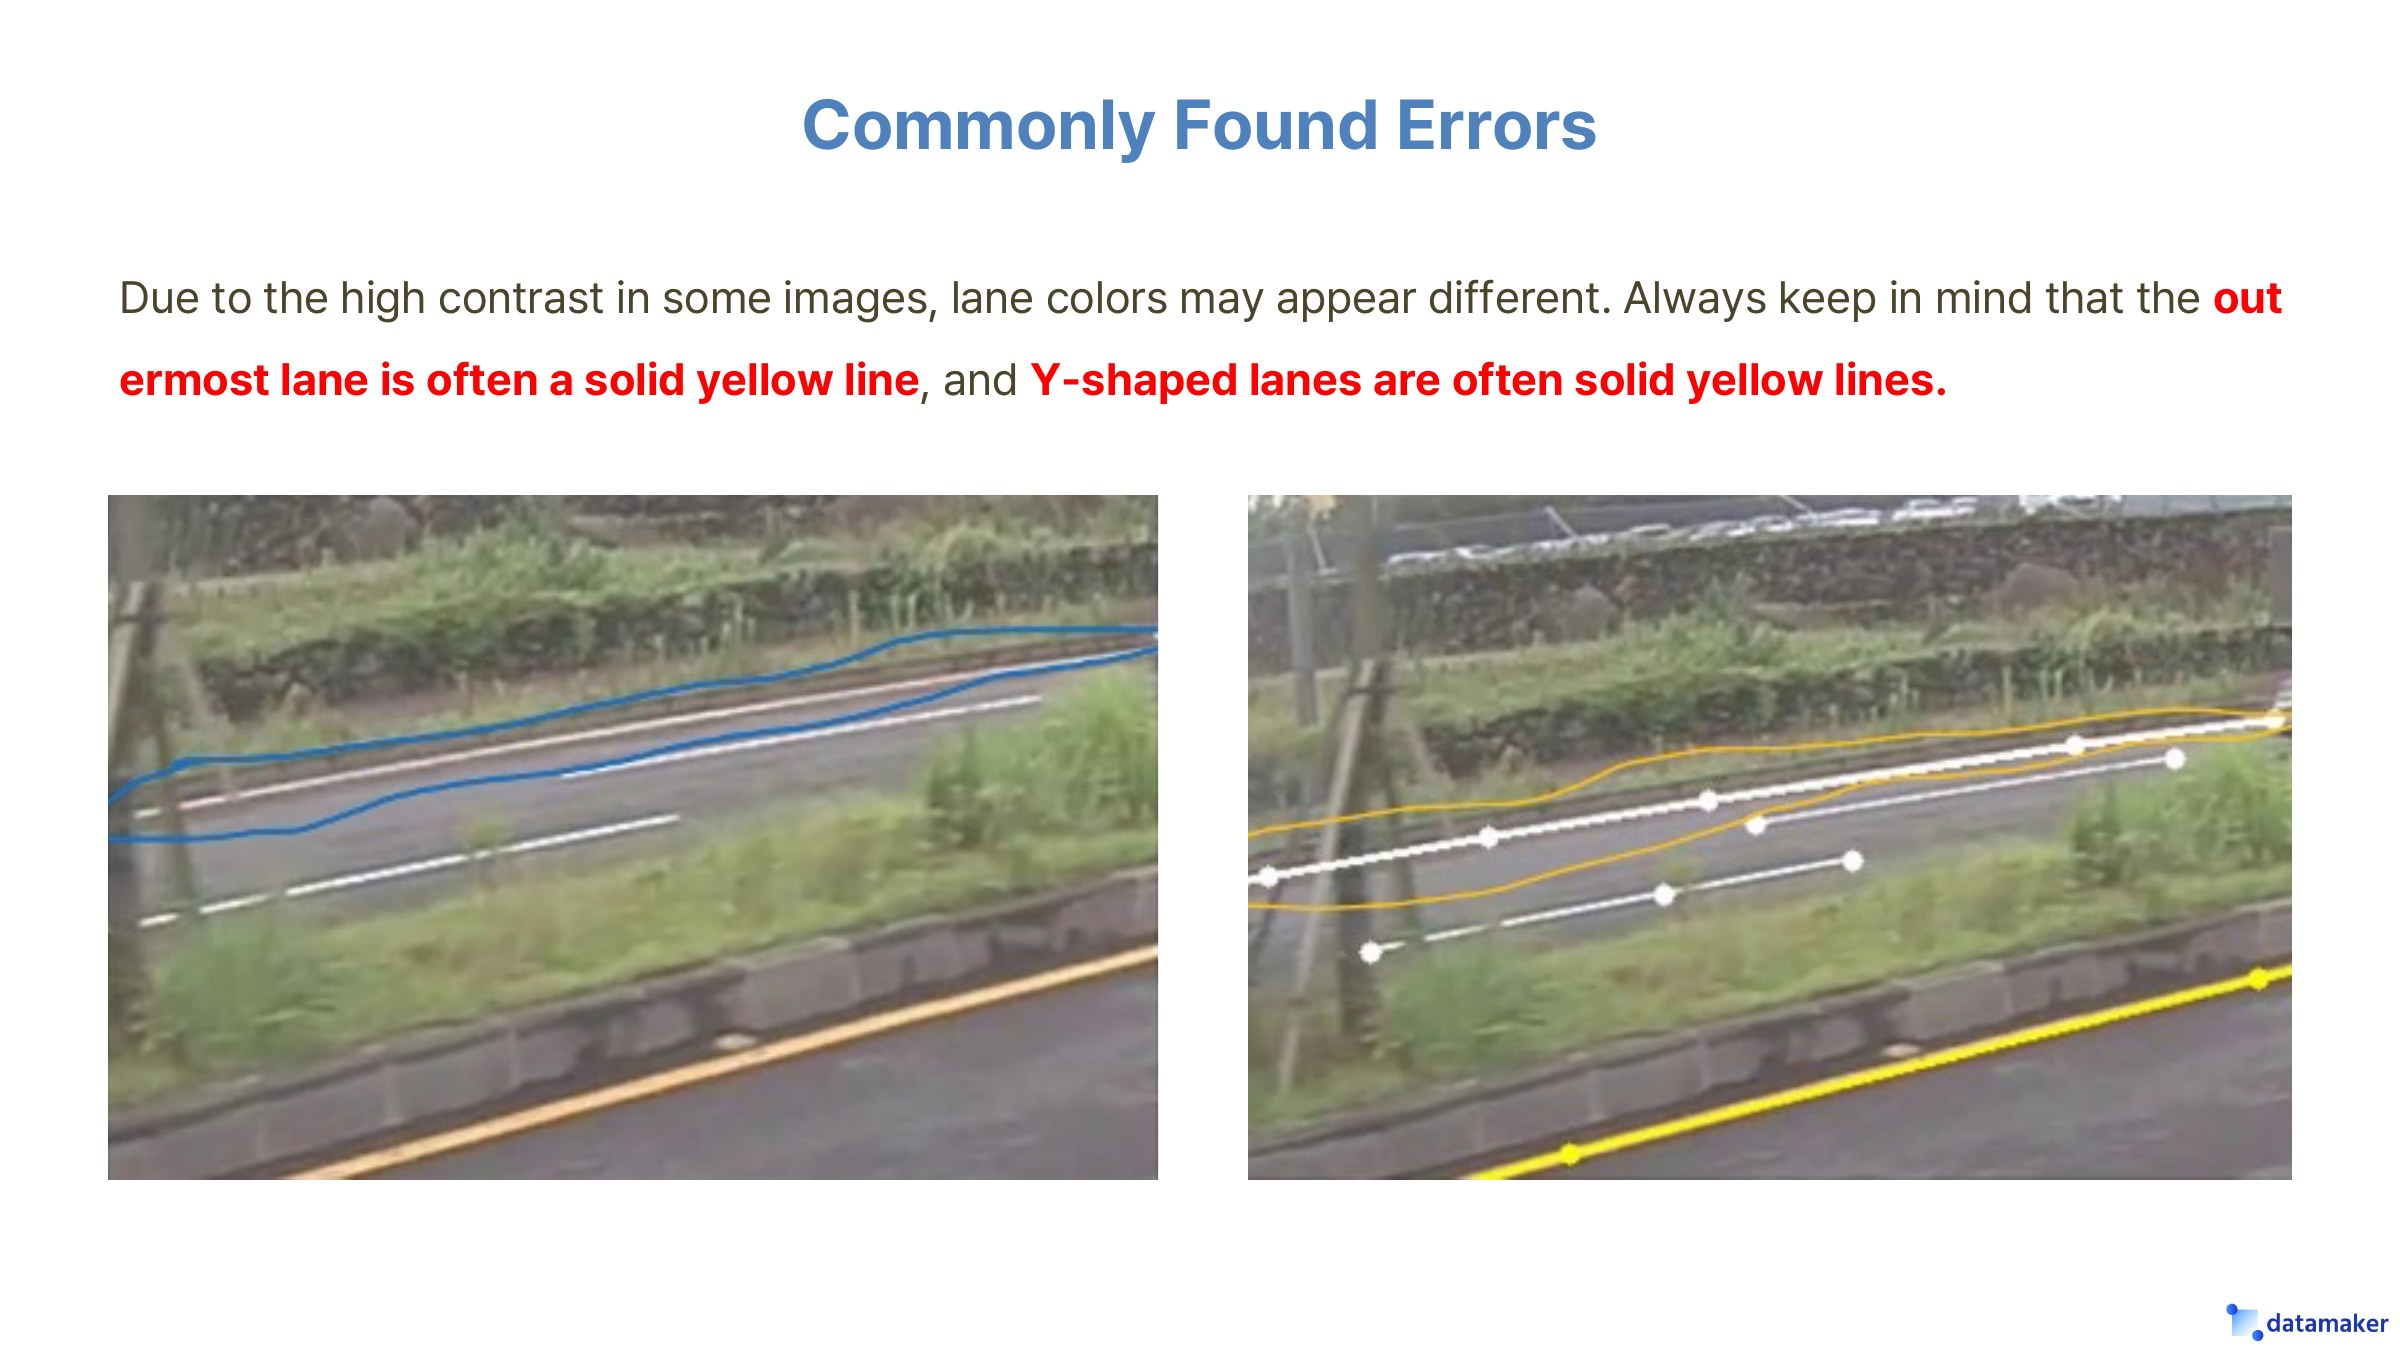 Commonly Found Errors
Due to the high contrast in some images, lane colors may appear different. Always keep in mind that the out
ermost lane is often a solid yellow line, and Y-shaped lanes are often solid yellow lines.
datamaker